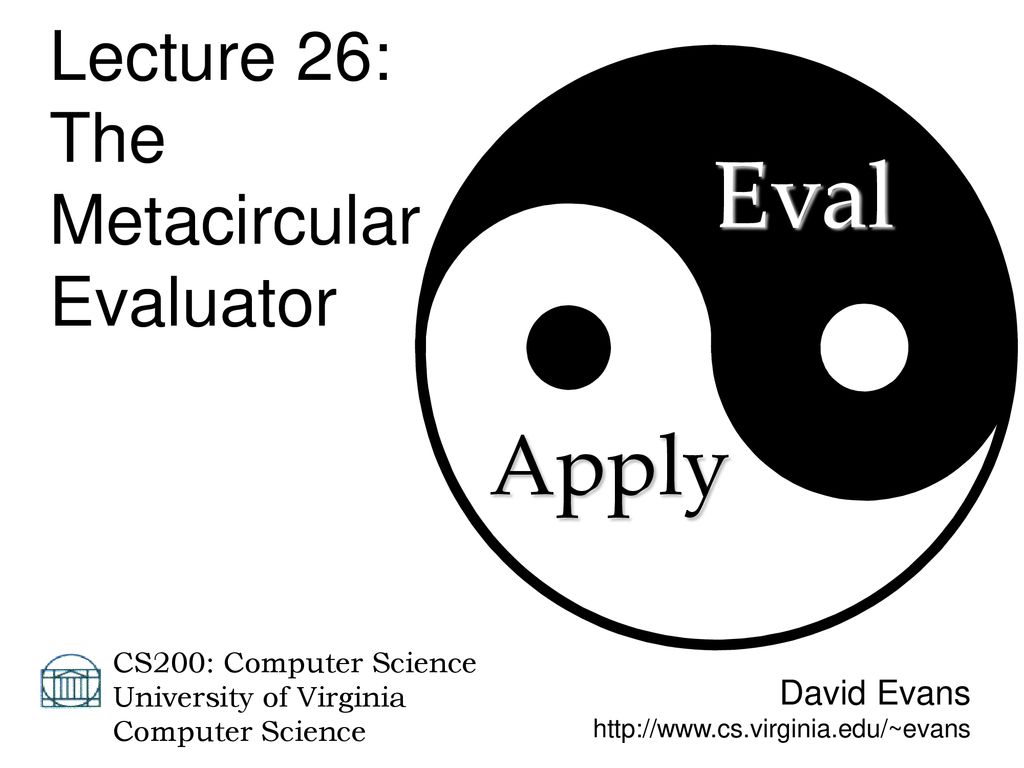 Lecture 26:
The
Metacircular
Evaluator
Eval
Apply
CS200: Computer Science
University of Virginia
Computer Science
David Evans
http://www.cs.virginia.edu/~evans